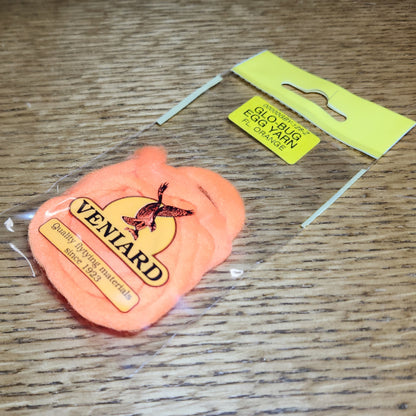 GLO-BUG
EGG YARN
FL. ORANGE
VENIARD
Quality flytying materials
since 1923